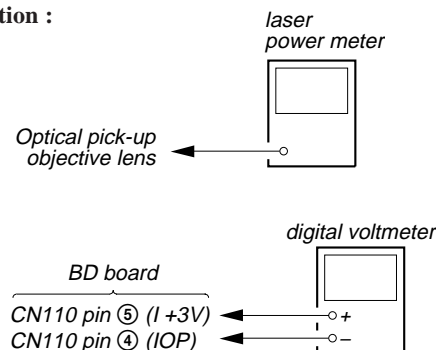 tion :
laser
power meter
Optical pick-up
objective lens
digital voltmeter
BD board
CN110 pin ⑤ (I +3V)
+
CN110 pin ④ (IOP)
–